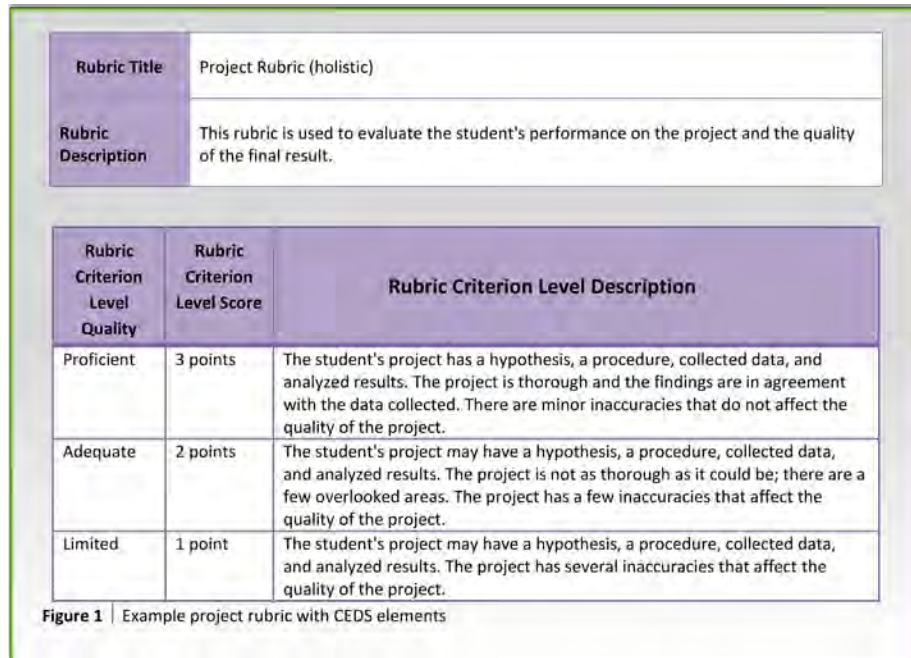 Rubric Title
Project Rubric (holistic)
Rubric
Description
This rubric is used to evaluate the student's performance on the project and the quality
of the final result.
Rubric
Criterion
Level
Quality
Rubric
Criterion
Level Score
Rubric Criterion Level Description
Proficient
3 points
The student's project has a hypothesis, a procedure, collected data, and
analyzed results. The project is thorough and the findings are in agreement
with the data collected. There are minor inaccuracies that do not affect the
quality of the project.
Adequate
2 points
The student's project may have a hypothesis, a procedure, collected data,
and analyzed results. The project is not as thorough as it could be; there are a
few overlooked areas. The project has a few inaccuracies that affect the
quality of the project.
Limited
1 point
The student's project may have a hypothesis, a procedure, collected data,
and analyzed results. The project has several inaccuracies that affect the
quality of the project.
Figure 1 | Example project rubric with CEDS elements